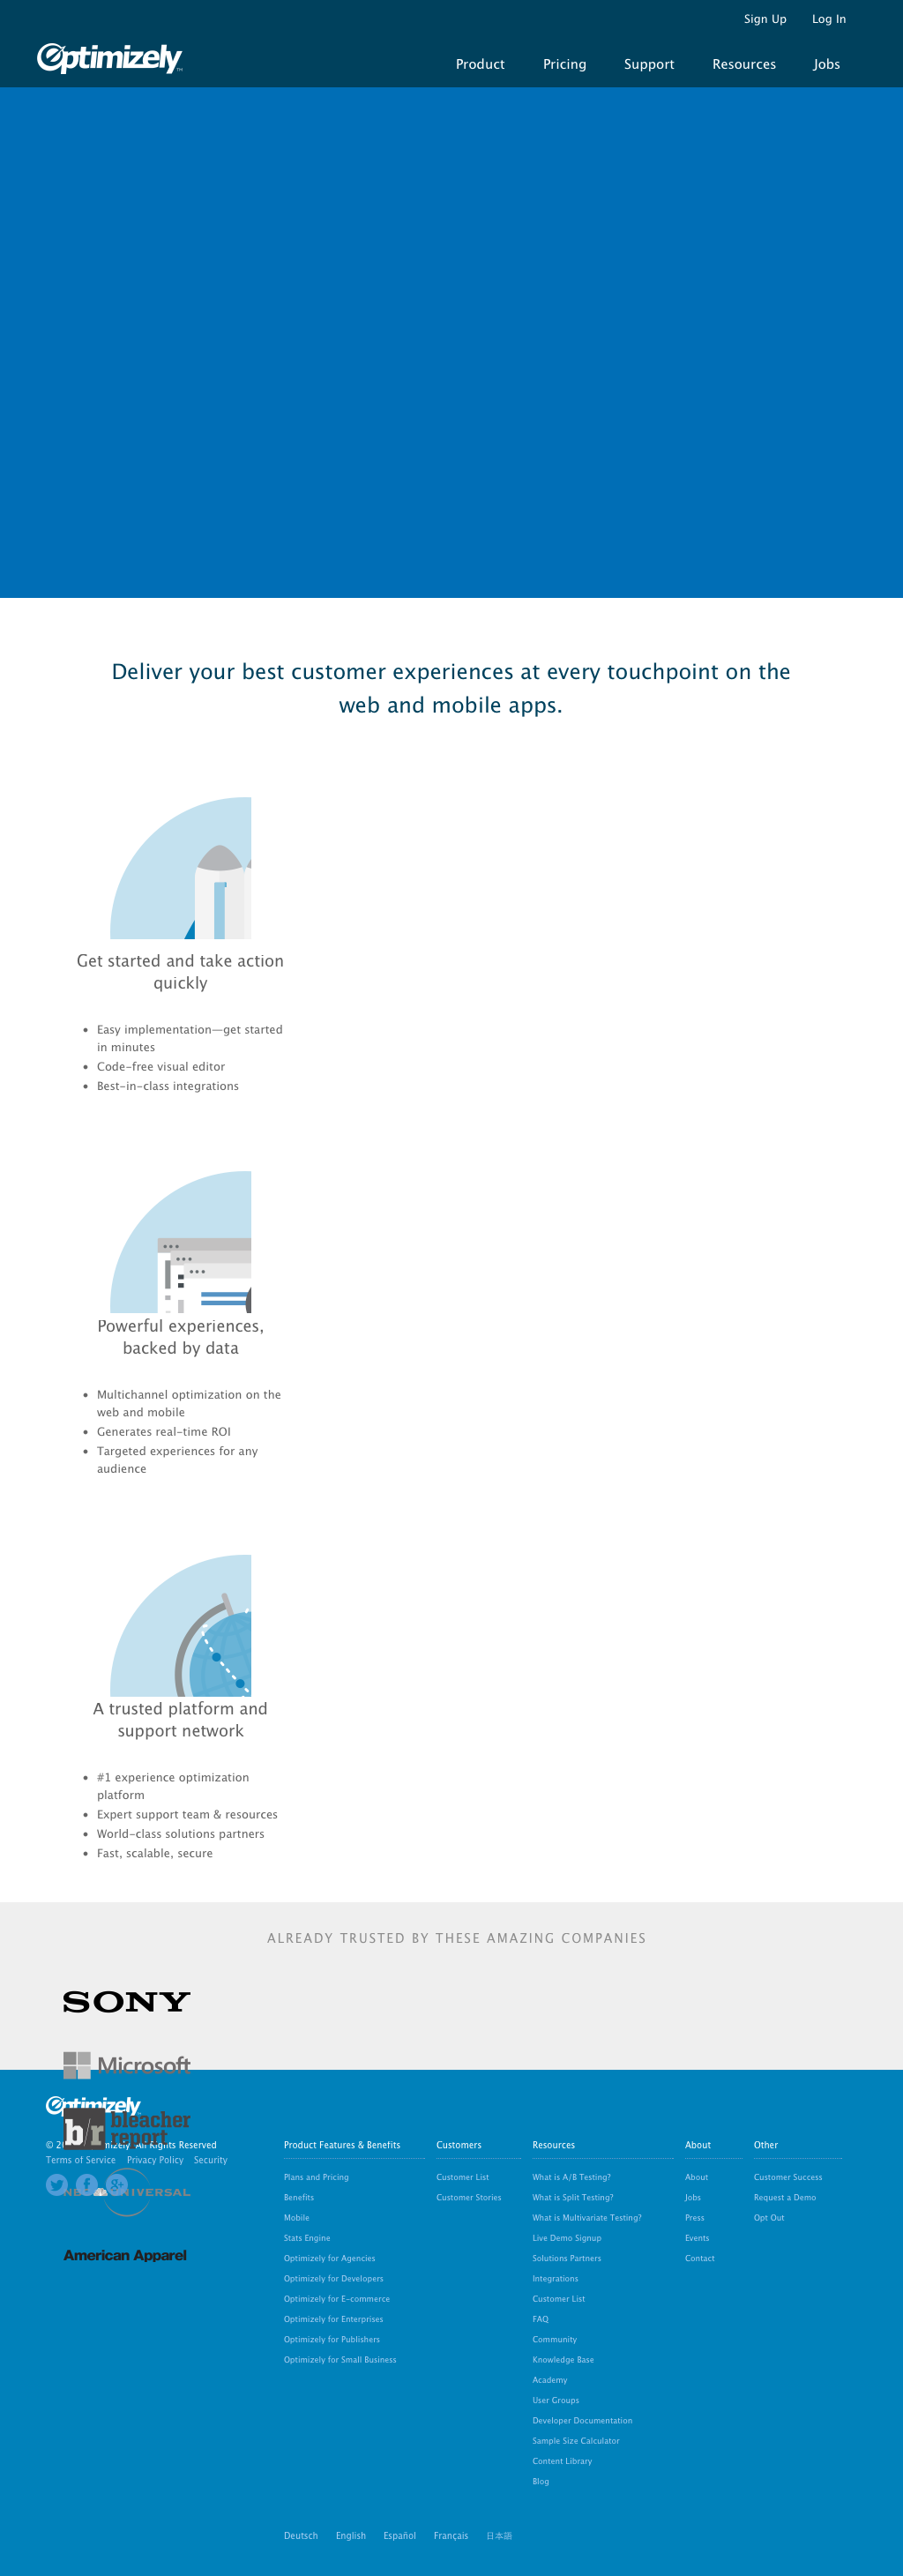 Sign Up Log In
Optimizely
Product Pricing Support Resources Jobs
Deliver your best customer experiences at every touchpoint on the
web and mobile apps.
Get started and take action
quickly
• Easy implementation—get started
in minutes
• Code-free visual editor
• Best-in-class integrations
Powerful experiences,
backed by data
• Multichannel optimization on the
web and mobile
• Generates real-time ROI
• Targeted experiences for any
audience
A trusted platform and
support network
• #1 experience optimization
platform
• Expert support team & resources
• World-class solutions partners
• Fast, scalable, secure
ALREADY TRUSTED BY THESE AMAZING COMPANIES
SONY
Microsoft
Optimizely
b/r bleacher
report
All Rights Reserved
Terms of Service Privacy Policy Security
American Apparel
Product Features & Benefits
Plans and Pricing
Benefits
Mobile
Stats Engine
Optimizely for Agencies
Optimizely for Developers
Optimizely for E-commerce
Optimizely for Enterprises
Optimizely for Publishers
Optimizely for Small Business
Customers
Customer List
Customer Stories
Resources
What is A/B Testing?
What is Split Testing?
What is Multivariate Testing?
Live Demo Signup
Solutions Partners
Integrations
Customer List
FAQ
Community
Knowledge Base
Academy
User Groups
Developer Documentation
Sample Size Calculator
Content Library
Blog
About
About
Jobs
Press
Events
Contact
Other
Customer Success
Request a Demo
Opt Out
Deutsch English Español Français 日本語